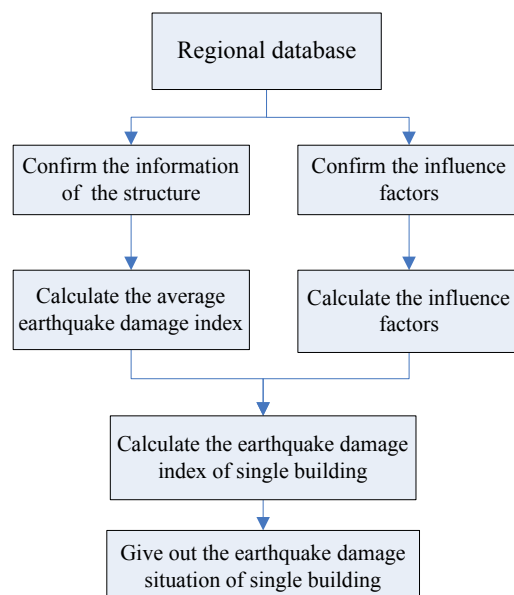 Regional database
Confirm the information
of the structure
Confirm the influence
factors
Calculate the average
earthquake damage index
Calculate the influence
factors
Calculate the earthquake damage
index of single building
Give out the earthquake damage
situation of single building